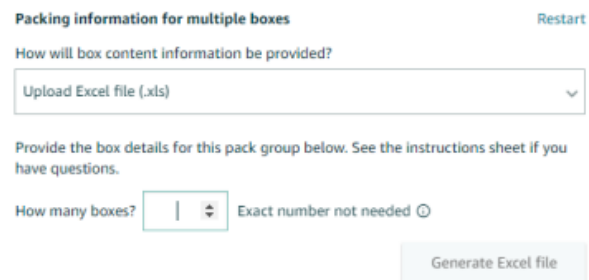 Packing information for multiple boxes Restart
How will box content information be provided?
Upload Excel file (.xls)
Provide the box details for this pack group below. See the instructions sheet if you
have questions.
How many boxes? Exact number not needed
Generate Excel file